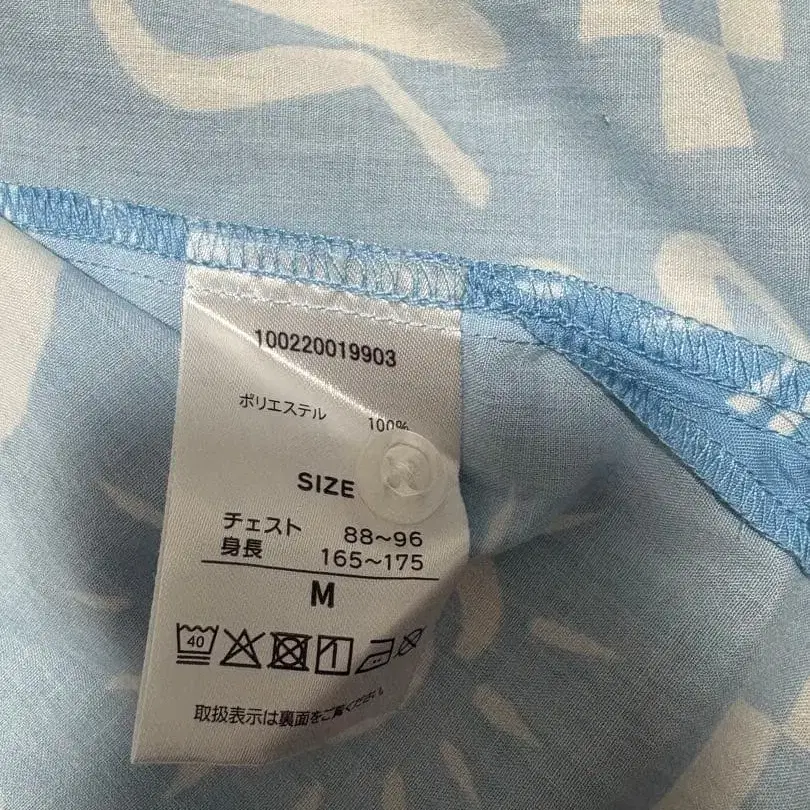 100220019903
ポリエステル 100%
SIZE
チェスト 88~96
身長 165~175
M
40
取扱表示は裏面をご覧ください。